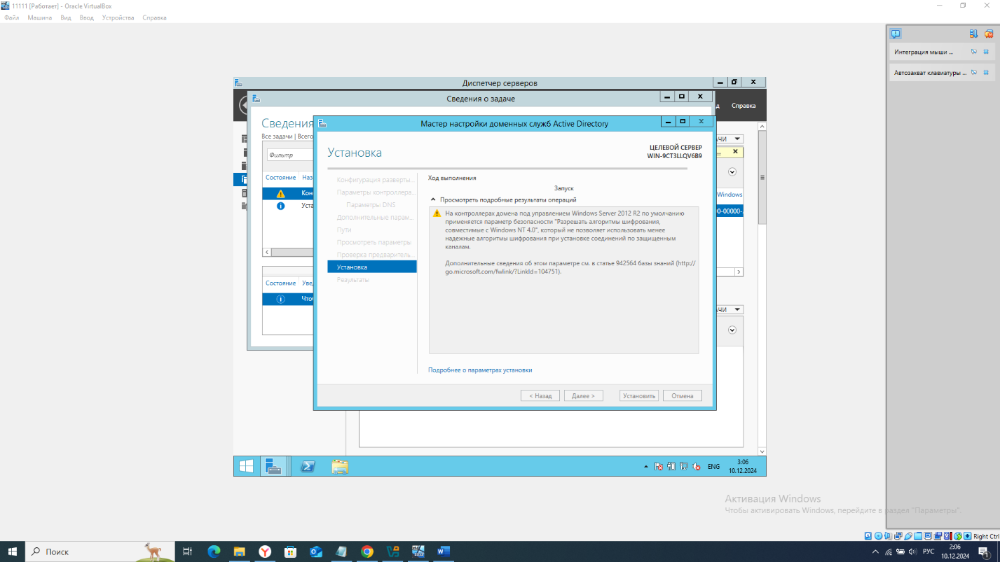 11111 [Работает] - Oracle VirtualBox
Файл Машина Вид Ввод Устройства Справка
Интеграция мыши ...
Автозахват клавиатуры ...
Диспетчер серверов
Сведения о задаче
Справка
Сведения
Все задачи | Всего
Фильтр
Состояние Наз
Кон
Уста
Состояние Уве
Чтоб
Windows
00-00000-
Мастер настройки доменных служб Active Directory
Установка
ЦЕЛЕВОЙ СЕРВЕР
WIN-9CT3LLQV6B9
Конфигурация разверты...
Параметры контроллера...
Параметры DNS
Дополнительные парам...
Пути
Просмотреть параметры
Проверка предваритель...
Установка
Результаты
Ход выполнения
Запуск
Просмотреть подробные результаты операций
На контроллерах домена под управлением Windows Server 2012 R2 по умолчанию
применяется параметр безопасности "Разрешать алгоритмы шифрования,
совместимые с Windows NT 4.0", который не позволяет использовать менее
надежные алгоритмы шифрования при установке соединений по защищенным
каналам.
Дополнительные сведения об этом параметре см. в статье 942564 базы знаний (http://
go.microsoft.com/fwlink/?LinkId=104751).
Подробнее о параметрах установки
< Назад Далее > Установить Отмена
ENG
3:06
10.12.2024
Активация Windows
Чтобы активировать Windows, перейдите в раздел "Параметры".
Right Ctrl
Поиск
РУС
2:06
10.12.2024